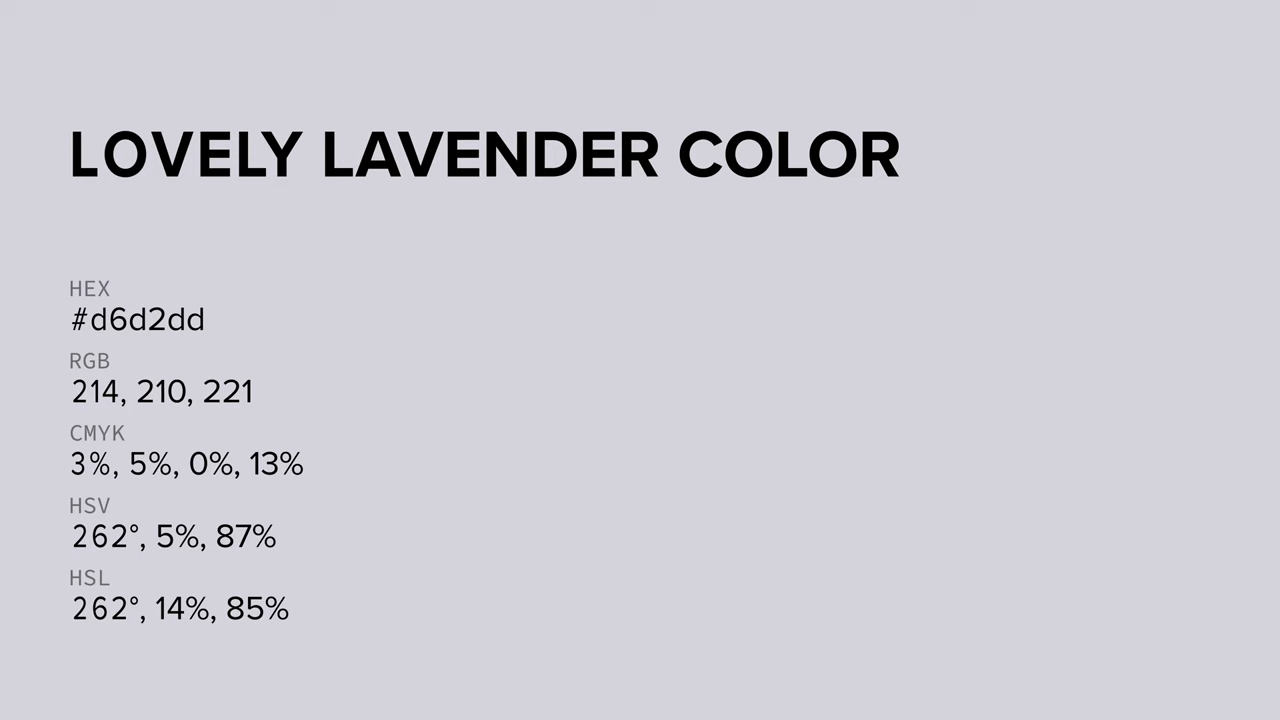 LOVELY LAVENDER COLOR
HEX
#d6d2dd
RGB
214, 210, 221
CMYK
3%, 5%, 0%, 13%
HSV
262°, 5%, 87%
HSL
262°, 14%, 85%